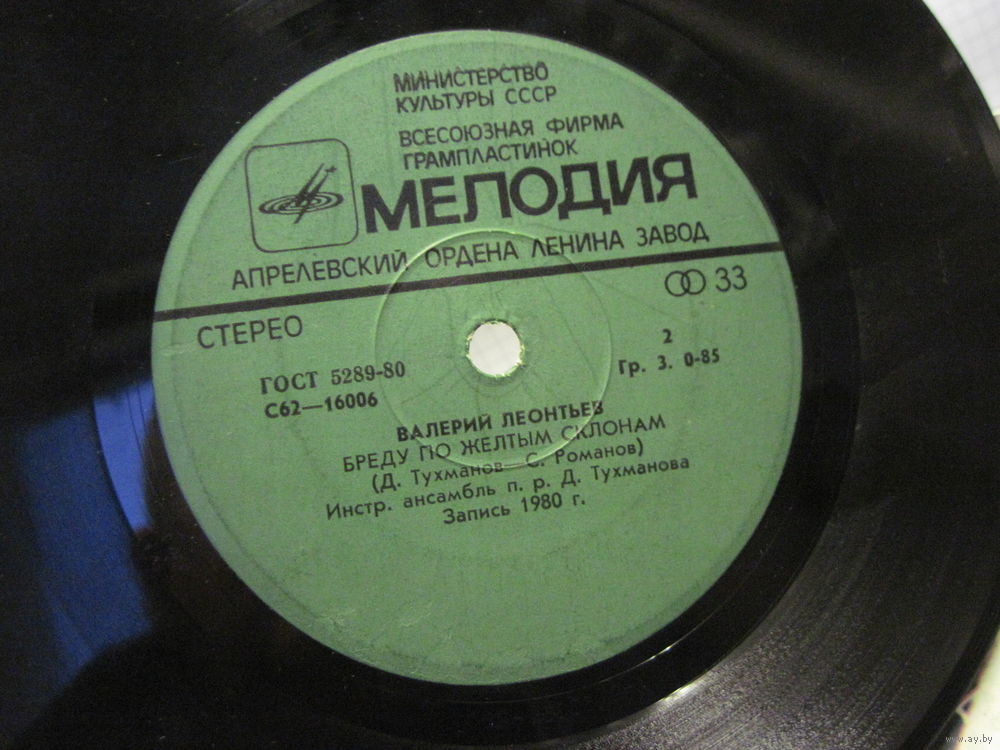 МИНИСТЕРСТВО
КУЛЬТУРЫ СССР
ВСЕСОЮЗНАЯ ФИРМА
ГРАМПЛАСТИНОК
МЕЛОДИЯ
АПРЕЛЕВСКИЙ ОРДЕНА ЛЕНИНА ЗАВОД
СТЕРЕО
33
ГОСТ 5289-80
С62—16006
2
Гр. 3. 0-85
ВАЛЕРИЙ ЛЕОНТЬЕВ
БРЕДУ ПО ЖЕЛТЫМ СКЛОНАМ
(Д. Тухманов — С. Романов)
Инстр. ансамбль п. р. Д. Тухманова
Запись 1980 г.
www.ay.by